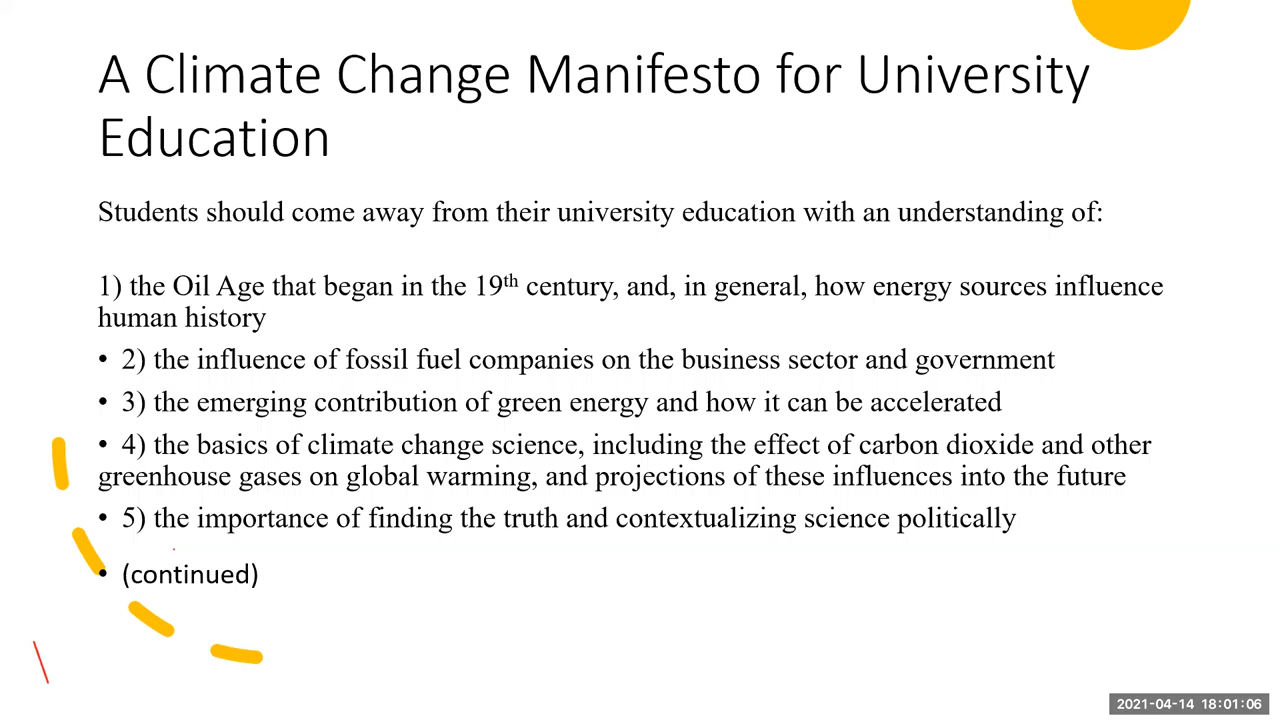 A Climate Change Manifesto for University
Education
Students should come away from their university education with an understanding of:
1) the Oil Age that began in the 19th century, and, in general, how energy sources influence
human history
• 2) the influence of fossil fuel companies on the business sector and government
• 3) the emerging contribution of green energy and how it can be accelerated
• 4) the basics of climate change science, including the effect of carbon dioxide and other
greenhouse gases on global warming, and projections of these influences into the future
• 5) the importance of finding the truth and contextualizing science politically
• (continued)
2021-04-14 18:01:06